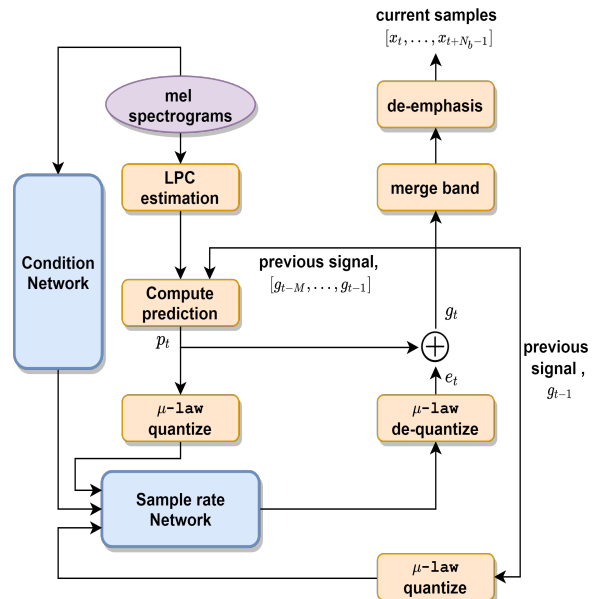 current samples
[x_t, . . . , x_{t+N_b−1}]
mel
spectrograms
de-emphasis
LPC
estimation
merge band
Condition
Network
previous signal,
[g_{t−M}, . . . , g_{t−1}]
Compute
prediction
g_t
p_t
previous
signal ,
g_{t−1}
e_t
μ-law
quantize
μ-law
de-quantize
Sample rate
Network
μ-law
quantize